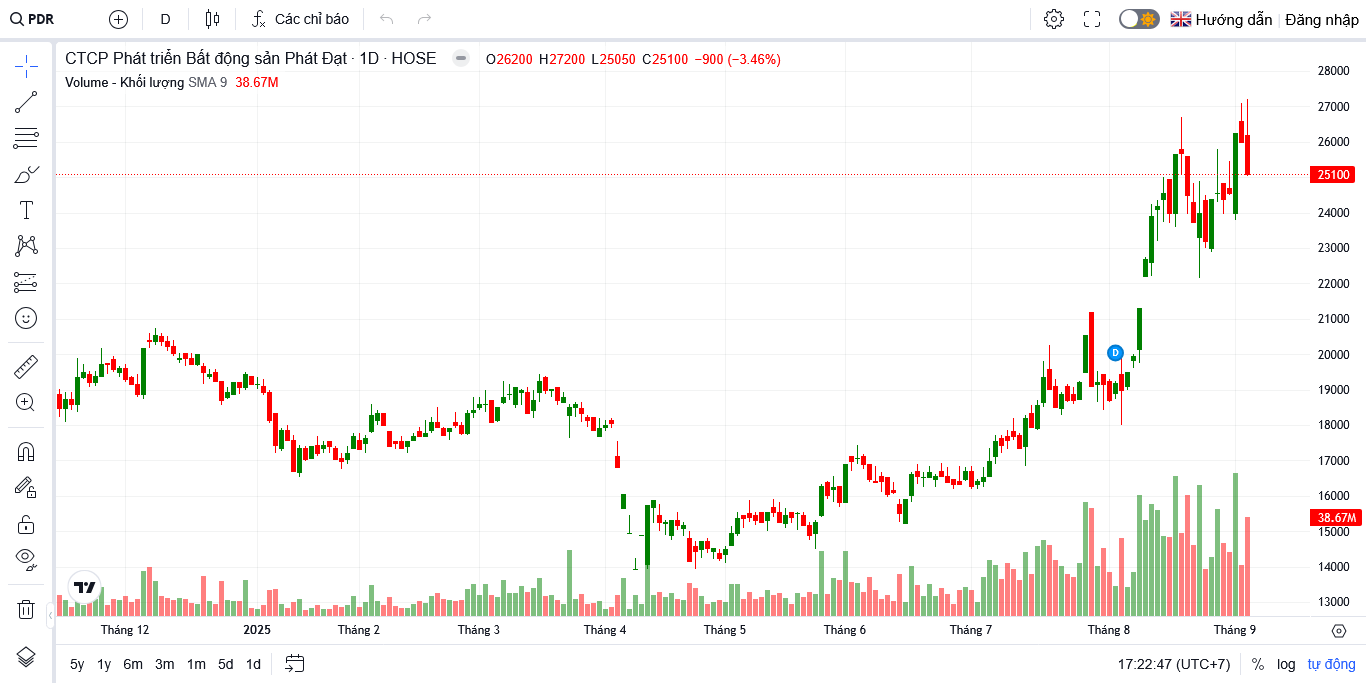 PDR D Các chỉ báo Hướng dẫn Đăng nhập
CTCP Phát triển Bất động sản Phát Đạt · 1D · HOSE O26200 H27200 L25050 C25100 −900 (−3.46%)
Volume - Khối lượng SMA 9 38.67M
28000
27000
26000
25100
24000
23000
22000
21000
D
20000
19000
18000
17000
16000
38.67M
15000
14000
13000
Tháng 12 2025 Tháng 2 Tháng 3 Tháng 4 Tháng 5 Tháng 6 Tháng 7 Tháng 8 Tháng 9
5y 1y 6m 3m 1m 5d 1d 17:22:47 (UTC+7) % log tự động